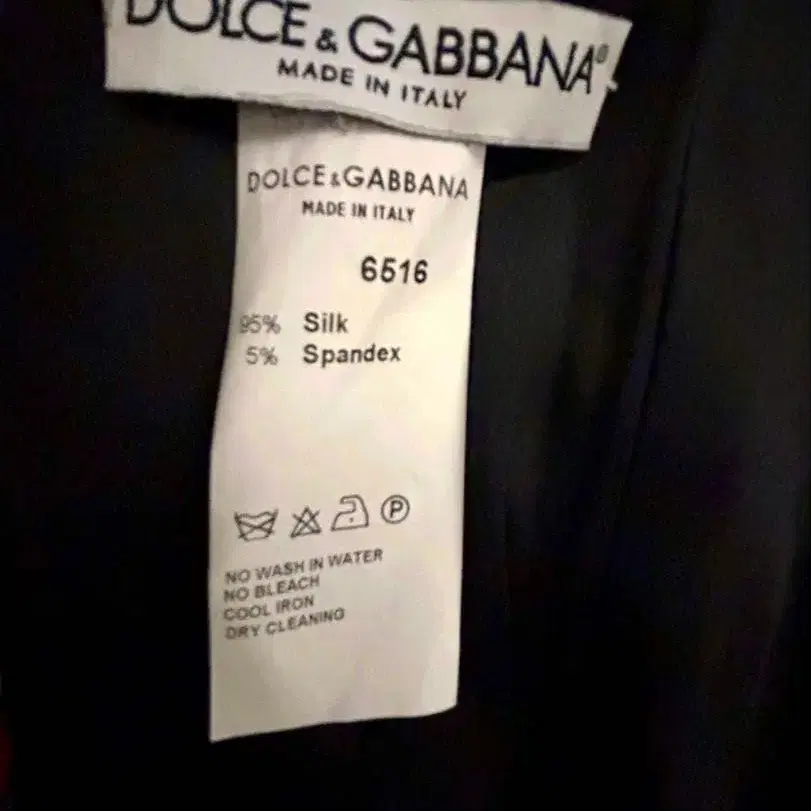 DOLCE & GABBANA®
MADE IN ITALY
DOLCE & GABBANA
MADE IN ITALY
6516
95% Silk
5% Spandex
P
NO WASH IN WATER
NO BLEACH
COOL IRON
DRY CLEANING